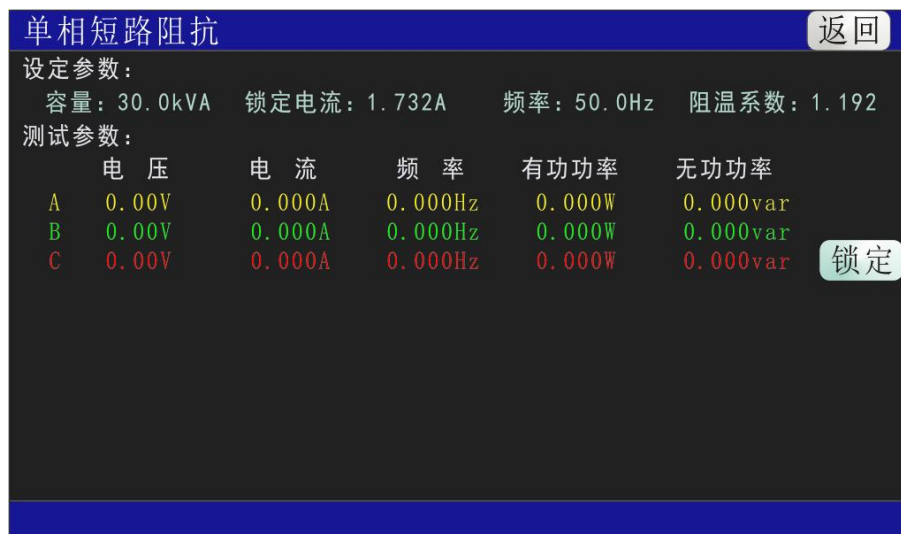 单相短路阻抗 返回
设定参数：
容量：30.0kVA 锁定电流：1.732A 频率：50.0Hz 阻温系数：1.192
测试参数：
电 压 电 流 频 率 有功功率 无功功率
A 0.00V 0.000A 0.000Hz 0.000W 0.000var
B 0.00V 0.000A 0.000Hz 0.000W 0.000var
C 0.00V 0.000A 0.000Hz 0.000W 0.000var 锁定